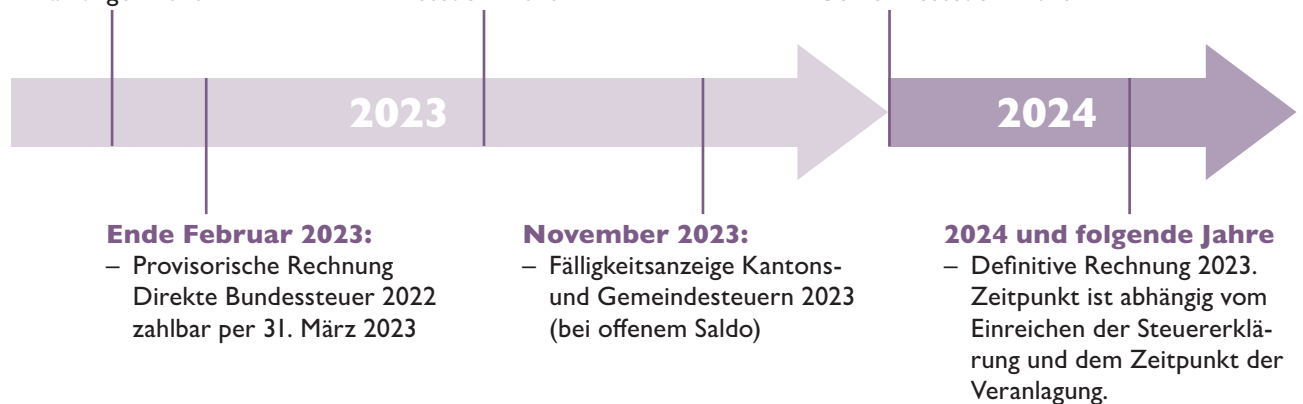 2023
2024
Ende Februar 2023:
– Provisorische Rechnung
Direkte Bundessteuer 2022
zahlbar per 31. März 2023
November 2023:
– Fälligkeitsanzeige Kantons-
und Gemeindesteuern 2023
(bei offenem Saldo)
2024 und folgende Jahre
– Definitive Rechnung 2023.
Zeitpunkt ist abhängig vom
Einreichen der Steuererklä-
rung und dem Zeitpunkt der
Veranlagung.